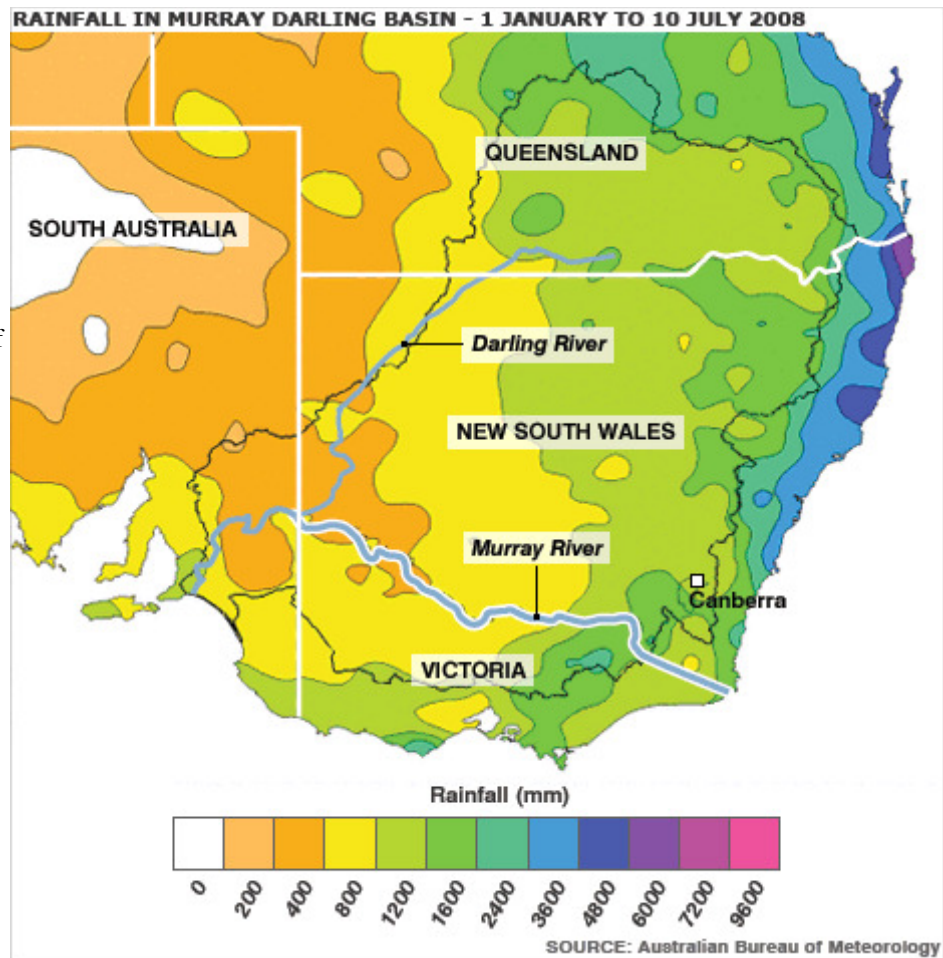 RAINFALL IN MURRAY DARLING BASIN - 1 JANUARY TO 10 JULY 2008
QUEENSLAND
SOUTH AUSTRALIA
f
Darling River
NEW SOUTH WALES
Murray River
Canberra
VICTORIA
Rainfall (mm)
0 200 400 800 1200 1600 2400 3600 4800 6000 7200 9600
SOURCE: Australian Bureau of Meteorology